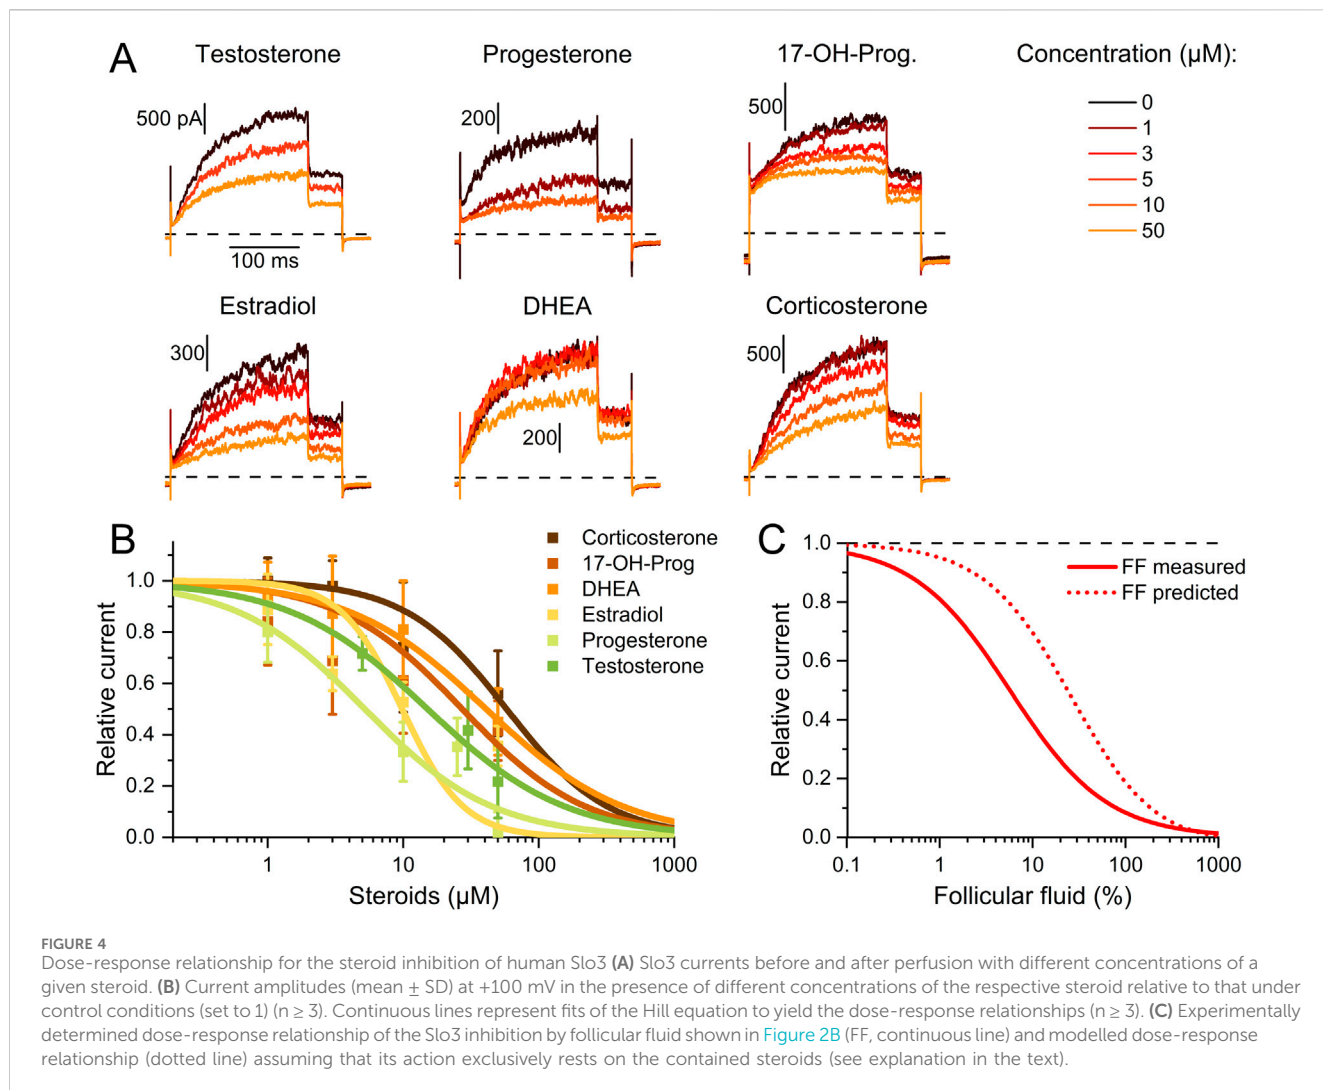 A
Testosterone
Progesterone
17-OH-Prog.
Concentration (µM):
500 pA
200
500
0
1
3
5
10
50
100 ms
Estradiol
DHEA
Corticosterone
300
200
500
B
Corticosterone
17-OH-Prog
DHEA
Estradiol
Progesterone
Testosterone
Relative current
1.0
0.8
0.6
0.4
0.2
0.0
1
10
100
1000
Steroids (µM)
C
FF measured
FF predicted
Relative current
1.0
0.8
0.6
0.4
0.2
0.0
0.1
1
10
100
1000
Follicular fluid (%)
FIGURE 4
Dose-response relationship for the steroid inhibition of human Slo3 (A) Slo3 currents before and after perfusion with different concentrations of a
given steroid. (B) Current amplitudes (mean ± SD) at +100 mV in the presence of different concentrations of the respective steroid relative to that under
control conditions (set to 1) (n ≥ 3). Continuous lines represent fits of the Hill equation to yield the dose-response relationships (n ≥ 3). (C) Experimentally
determined dose-response relationship of the Slo3 inhibition by follicular fluid shown in Figure 2B (FF, continuous line) and modelled dose-response
relationship (dotted line) assuming that its action exclusively rests on the contained steroids (see explanation in the text).